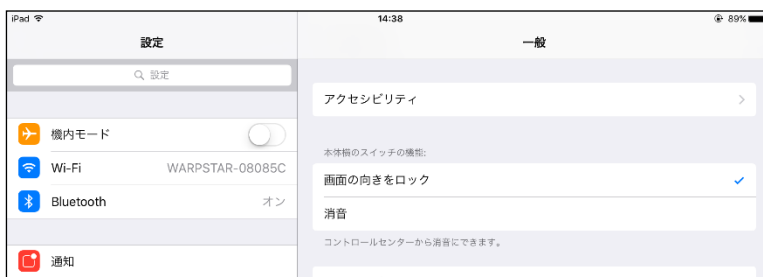 iPad 14:38 89%
設定
一般
設定
アクセシビリティ
機内モード
本体横のスイッチの機能:
Wi-Fi WARPSTAR-08085C
画面の向きをロック
Bluetooth オン
消音
コントロールセンターから消音にできます。
通知